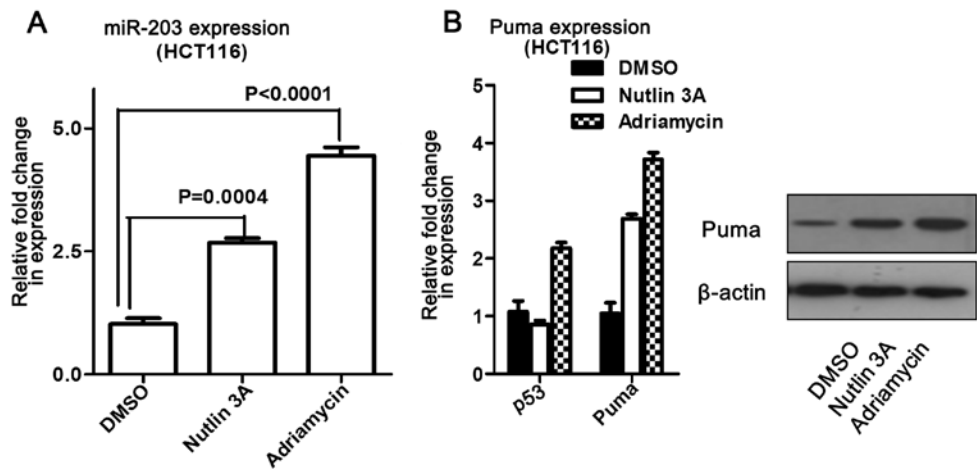 A
miR-203 expression
(HCT116)
Relative fold change
in expression
5.0
2.5
0.0
P<0.0001
P=0.0004
DMSO
Nutlin 3A
Adriamycin
B
Puma expression
(HCT116)
DMSO
Nutlin 3A
Adriamycin
Relative fold change
in expression
5
4
3
2
1
0
p53
Puma
Puma
β-actin
DMSO
Nutlin 3A
Adriamycin